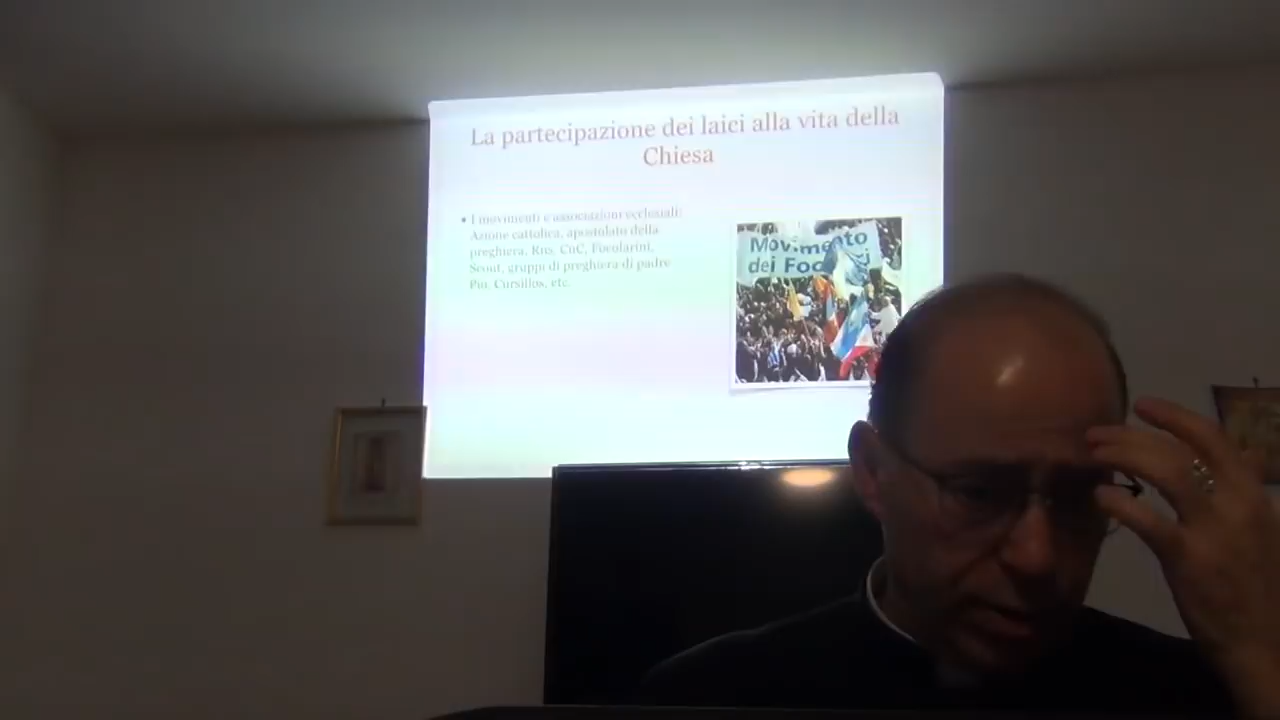 La partecipazione dei laici alla vita della
Chiesa
• I movimenti e associazioni ecclesiali:
Azione cattolica, apostolato della
preghiera, Rns, CnC, Focolarini,
Scout, gruppi di preghiera di padre
Pio, Cursillos, etc.
Movimento
dei Foc